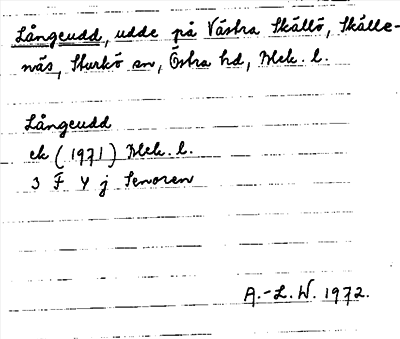 Långeudd, udde på Västra Skällö, Skälle-
näs, Sturkö sn, Östra hd, Blek. l.
Långeudd
ek (1971) Blek. l.
3 F 4 j Senoren
A.-L. W. 1972.